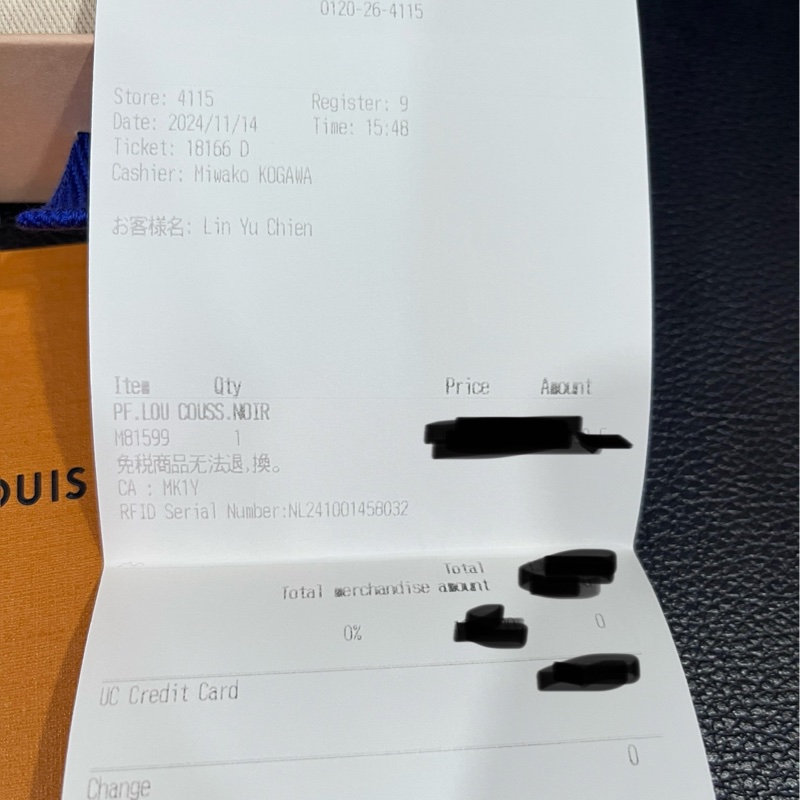 0120-26-4115
Store: 4115 Register: 9
Date: 2024/11/14 Time: 15:48
Ticket: 18166 D
Cashier: Miwako KOGAWA
お客様名: Lin Yu Chien
Item Qty Price Amount
PF.LOU COUSS.NOIR
M81599 1
免税商品无法退,換。
CA : MK1Y
RFID Serial Number:NL241001458032
OUIS
Total
Total merchandise amount
0% 0
UC Credit Card
0
Change